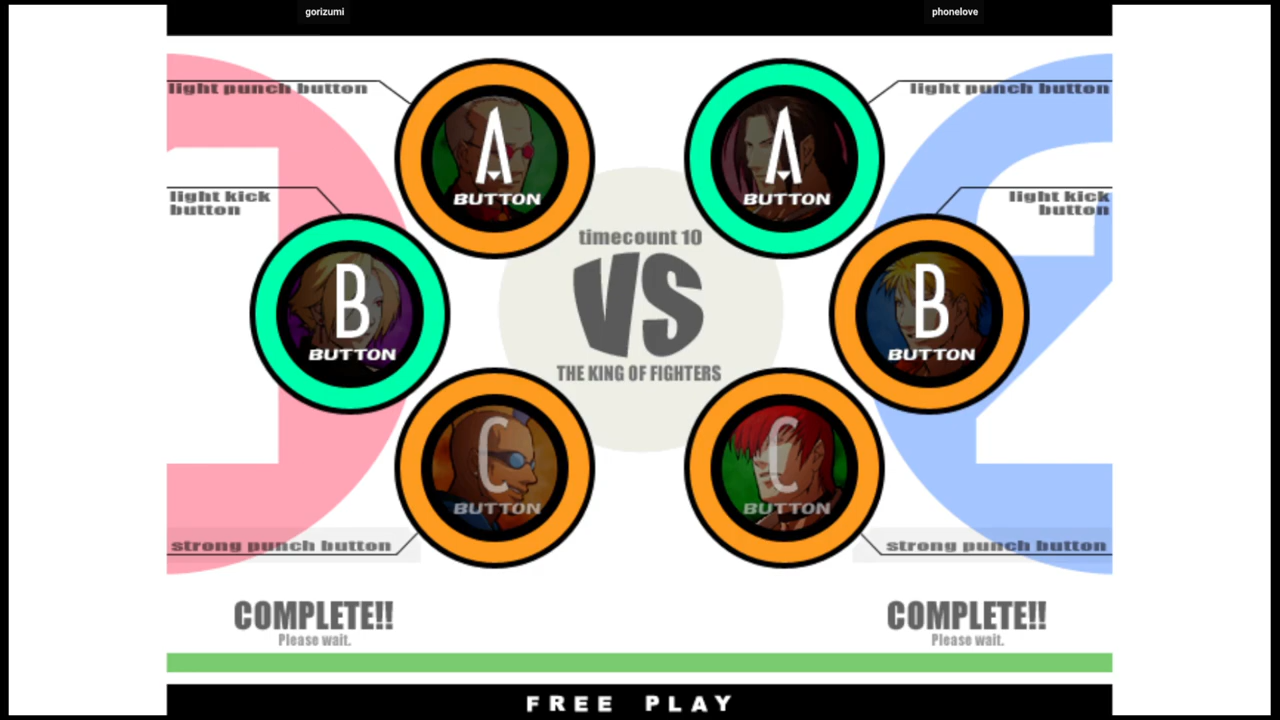 gorizumi
phonelove
light punch button
A
BUTTON
A
BUTTON
light punch button
light kick
button
B
BUTTON
timecount 10
VS
THE KING OF FIGHTERS
light kick
button
B
BUTTON
1
2
C
BUTTON
C
BUTTON
strong punch button
strong punch button
COMPLETE!!
Please wait.
COMPLETE!!
Please wait.
FREE PLAY